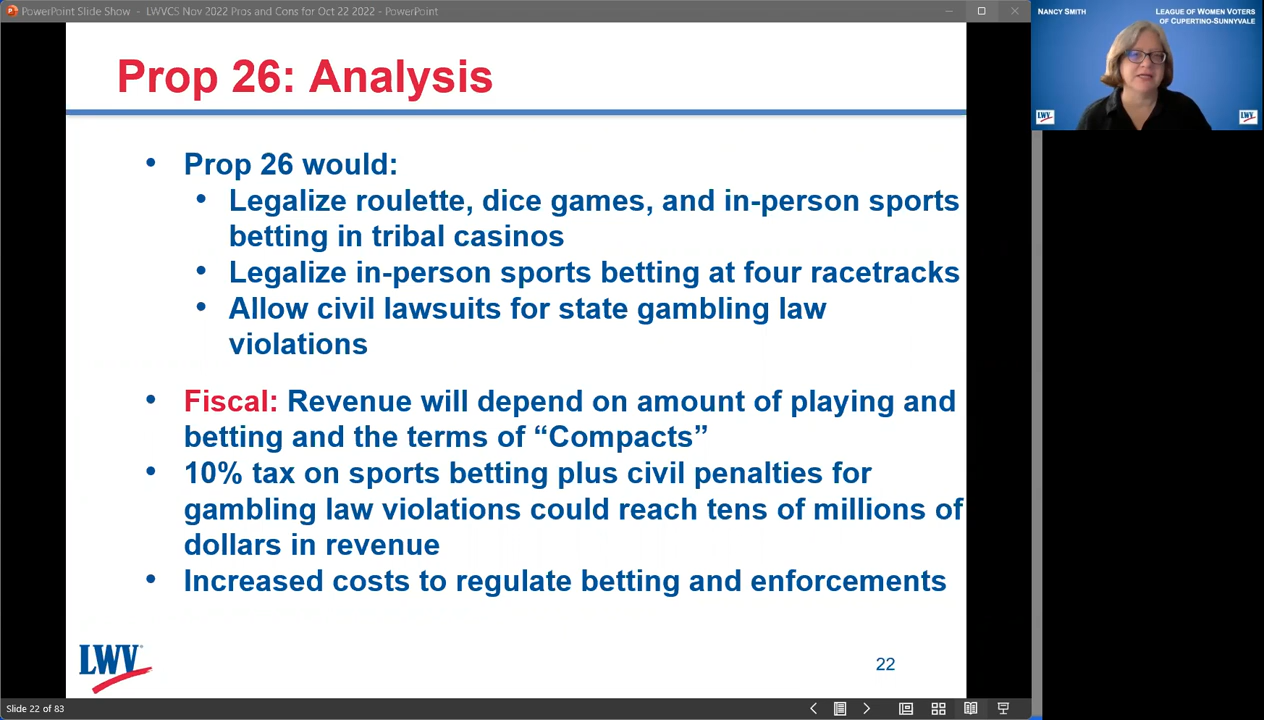 PowerPoint Slide Show - LWVCS Nov 2022 Pros and Cons for Oct 22 2022 - PowerPoint
NANCY SMITH
LEAGUE OF WOMEN VOTERS
OF CUPERTINO-SUNNYVALE
LWV
LWV
Prop 26: Analysis
• Prop 26 would:
• Legalize roulette, dice games, and in-person sports
betting in tribal casinos
• Legalize in-person sports betting at four racetracks
• Allow civil lawsuits for state gambling law
violations
• Fiscal: Revenue will depend on amount of playing and
betting and the terms of “Compacts”
• 10% tax on sports betting plus civil penalties for
gambling law violations could reach tens of millions of
dollars in revenue
• Increased costs to regulate betting and enforcements
LWV
22
Slide 22 of 83